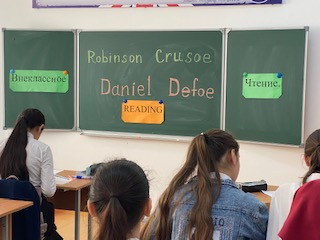 Внеклассное
Robinson Crusoe
Daniel Defoe
READING
Чтение.